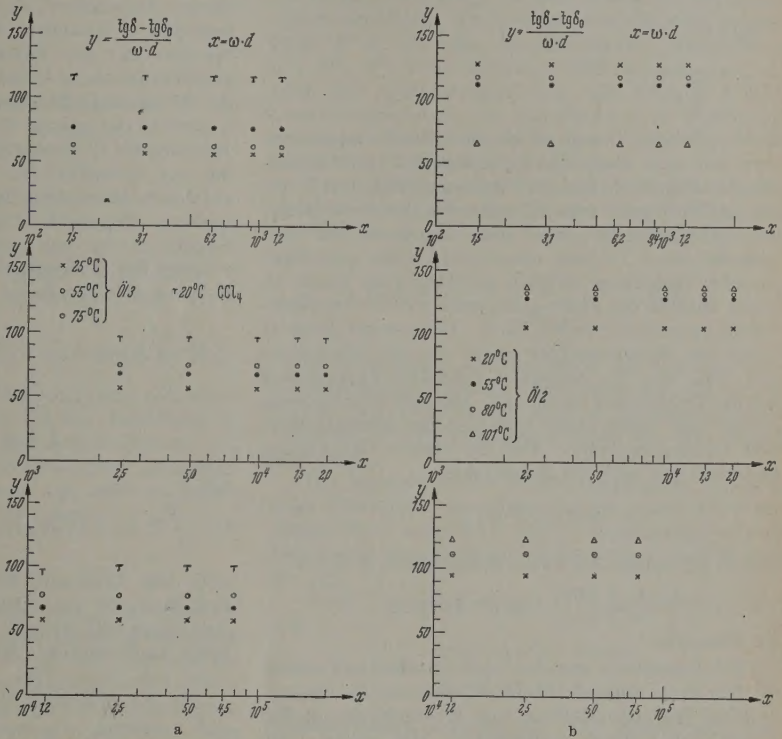 y
y = (tgδ - tgδ₀) / (ω·d)    x = ω·d
150
100
50
0
10²  1,5  3,1  6,2  10³  1,2  x
y
150
100
50
0
× 25°C
○ 55°C
○ 75°C
Öl3
т 20°C CCl₄
10³  2,5  5,0  10⁴  1,5  2,0  x
y
150
100
50
0
10⁴  1,2  2,5  5,0  4,5  10⁵  x
a
y
y = (tgδ - tgδ₀) / (ω·d)    x = ω·d
150
100
50
0
10²  1,5  3,1  6,2  9,4  10³  1,2  x
y
150
100
50
0
× 20°C
● 55°C
○ 80°C
△ 101°C
Öl2
10³  2,5  5,0  10⁴  1,3  2,0  x
y
150
100
50
0
10⁴  1,2  2,5  5,0  7,5  10⁵  x
b